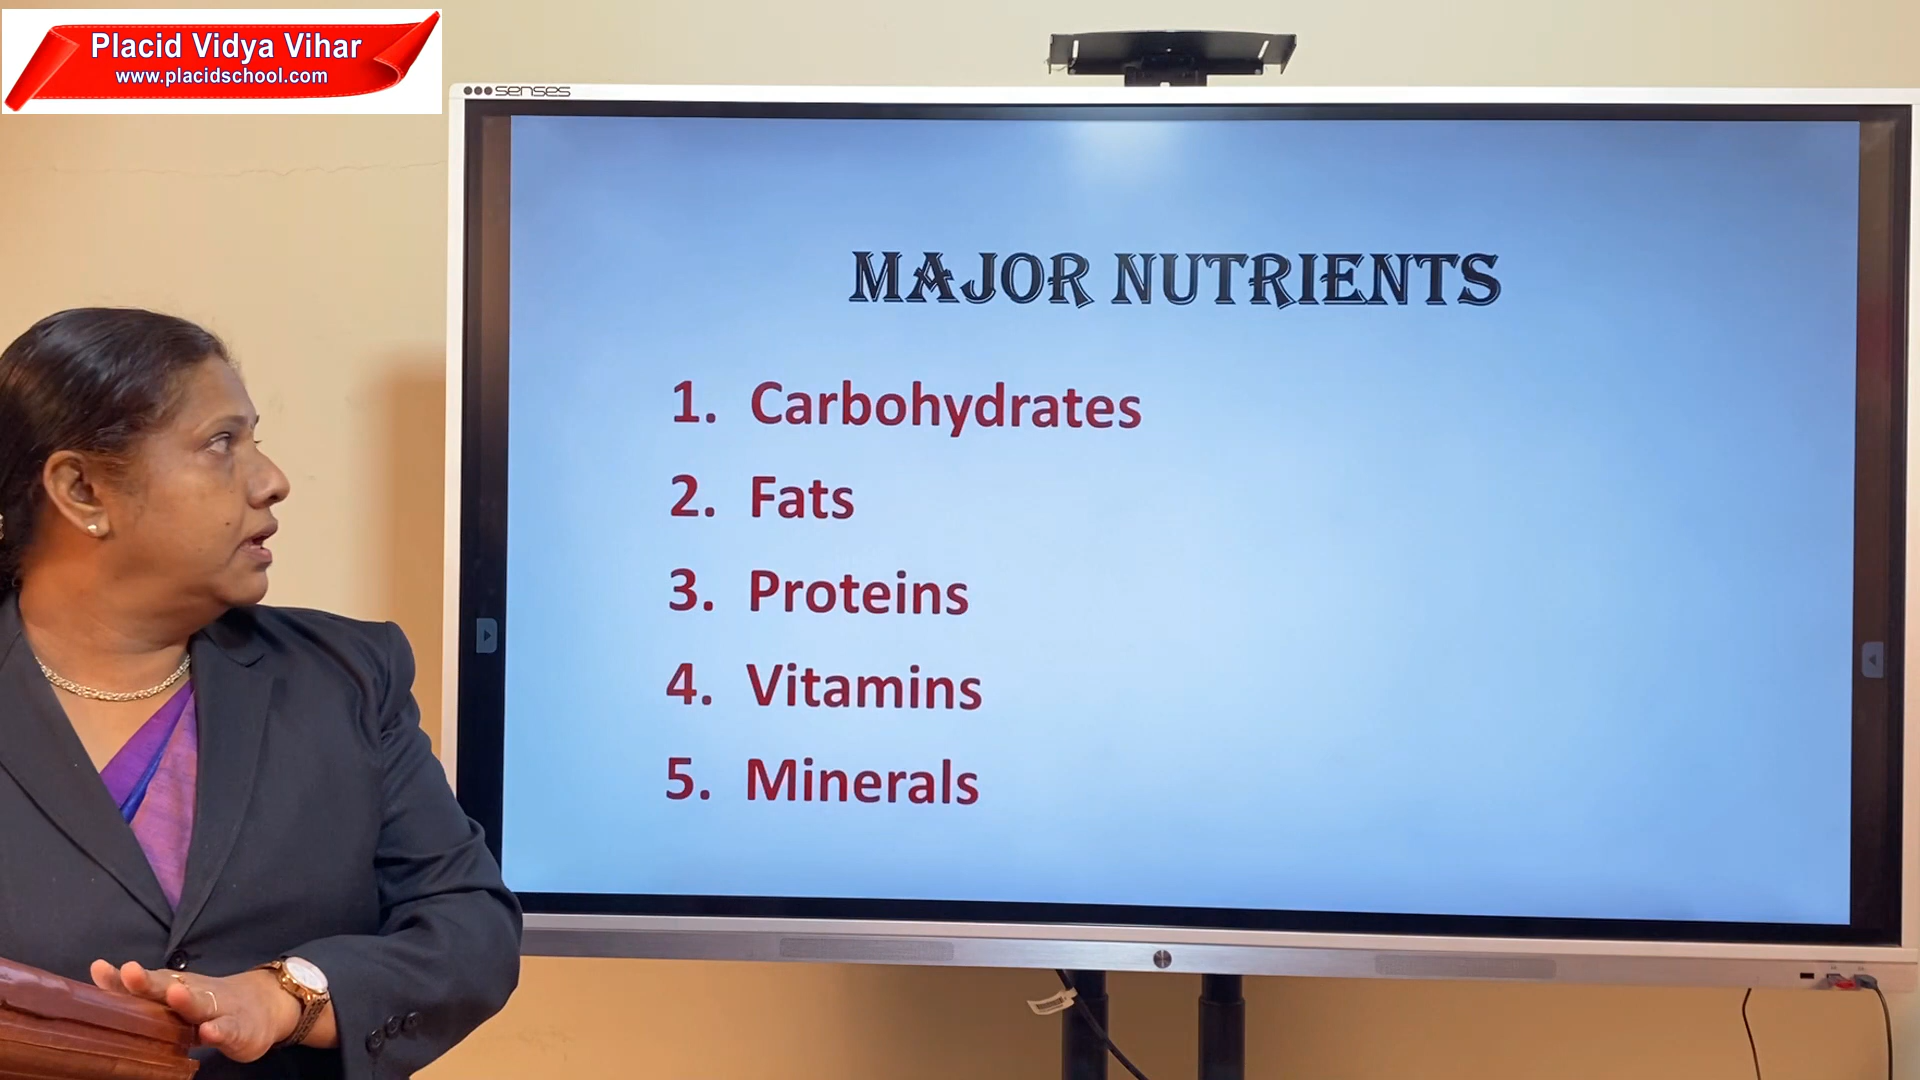 Placid Vidya Vihar
www.placidschool.com
senses
MAJOR NUTRIENTS
1. Carbohydrates
2. Fats
3. Proteins
4. Vitamins
5. Minerals